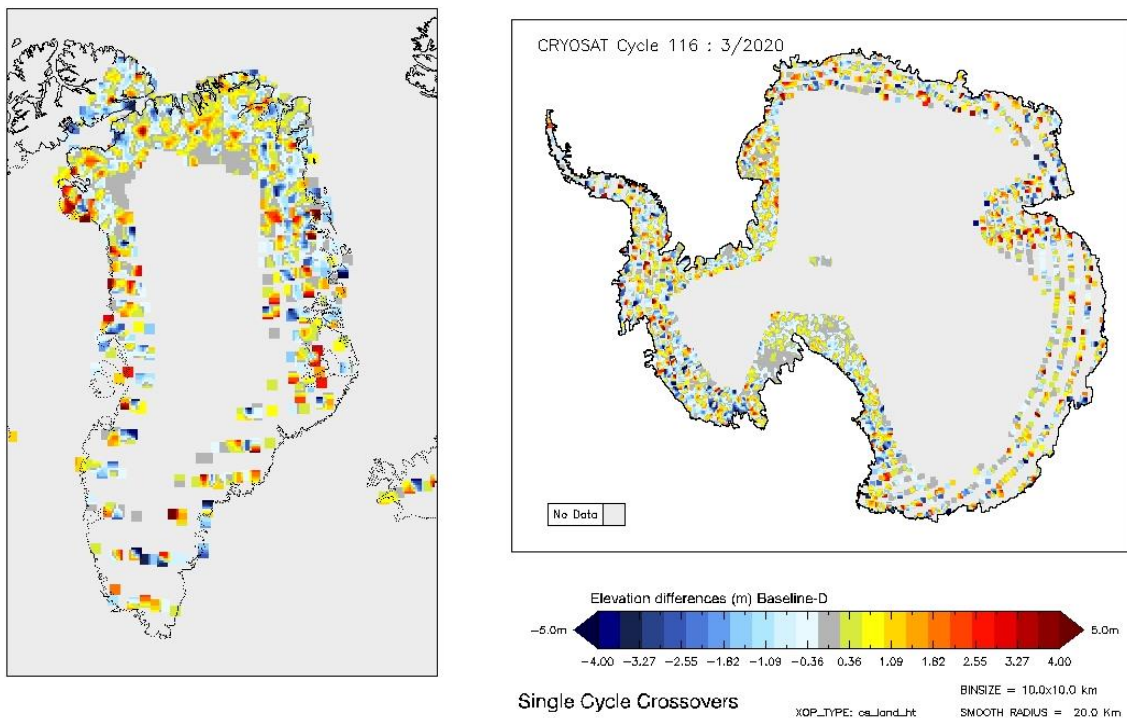 CRYOSAT Cycle 116 : 3/2020
No Data
Elevation differences (m) Baseline-D
-5.0m 5.0m
-4.00 -3.27 -2.55 -1.82 -1.09 -0.36 0.36 1.09 1.82 2.55 3.27 4.00
Single Cycle Crossovers
BINSIZE = 10.0x10.0 km
XOP_TYPE: cs_land_ht
SMOOTH RADIUS = 20.0 Km